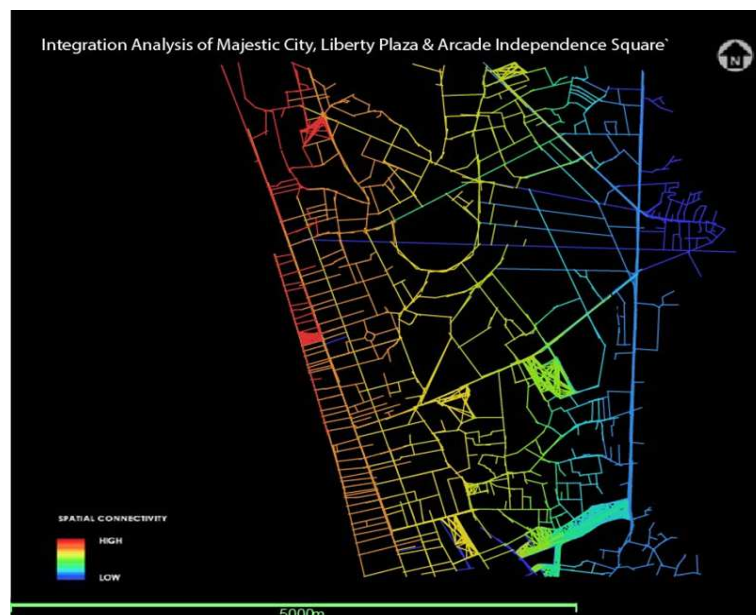 Integration Analysis of Majestic City, Liberty Plaza & Arcade Independence Square`
N
SPATIAL CONNECTIVITY
HIGH
LOW
5000m